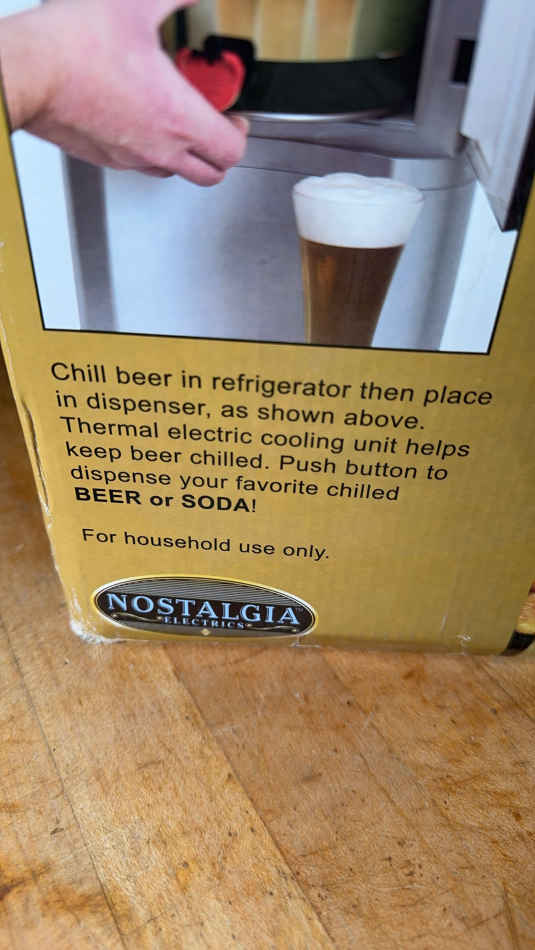 Chill beer in refrigerator then place
in dispenser, as shown above.
Thermal electric cooling unit helps
keep beer chilled. Push button to
dispense your favorite chilled
BEER or SODA!
For household use only.
NOSTALGIA™
ELECTRICS